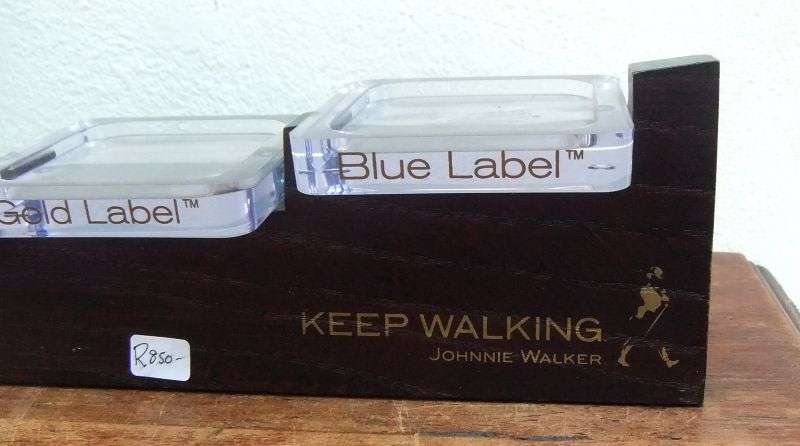 Blue Label™
Gold Label™
KEEP WALKING
JOHNNIE WALKER
R850-